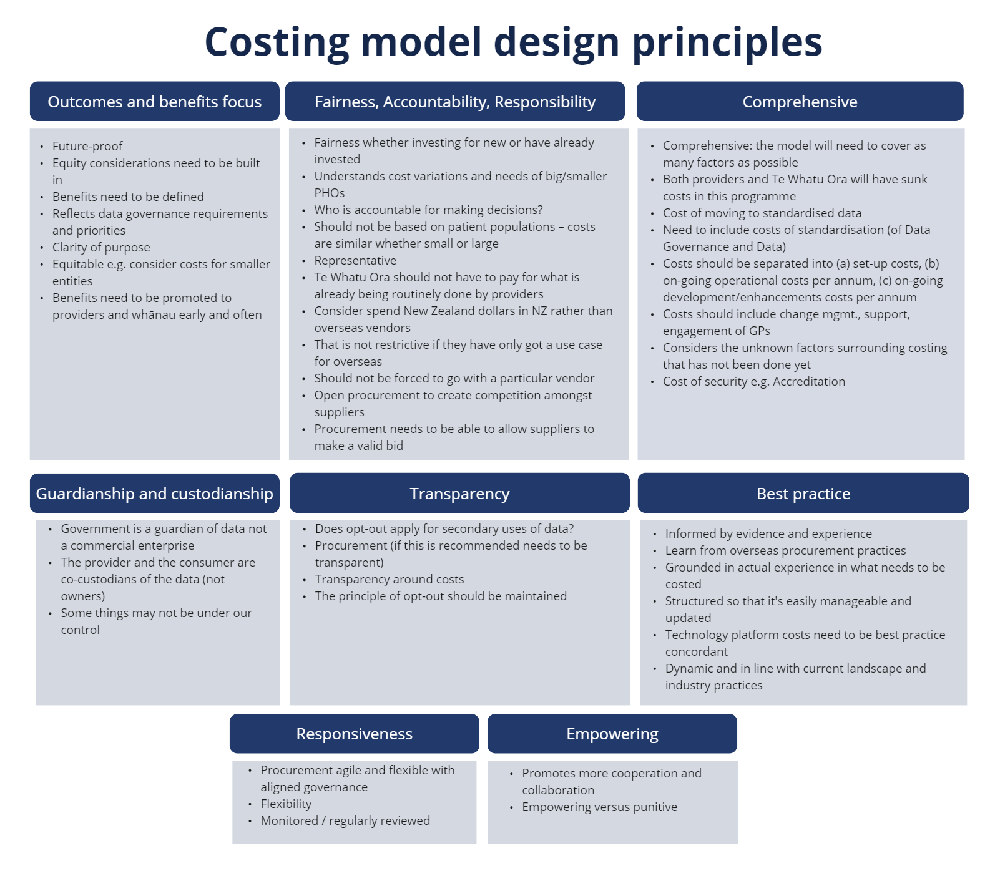 Costing model design principles
Outcomes and benefits focus
• Future-proof
• Equity considerations need to be built
in
• Benefits need to be defined
• Reflects data governance requirements
and priorities
• Clarity of purpose
• Equitable e.g. consider costs for smaller
entities
• Benefits need to be promoted to
providers and whānau early and often
Fairness, Accountability, Responsibility
• Fairness whether investing for new or have already
invested
• Understands cost variations and needs of big/smaller
PHOs
• Who is accountable for making decisions?
• Should not be based on patient populations – costs
are similar whether small or large
• Representative
• Te Whatu Ora should not have to pay for what is
already being routinely done by providers
• Consider spend New Zealand dollars in NZ rather than
overseas vendors
• That is not restrictive if they have only got a use case
for overseas
• Should not be forced to go with a particular vendor
• Open procurement to create competition amongst
suppliers
• Procurement needs to be able to allow suppliers to
make a valid bid
Comprehensive
• Comprehensive: the model will need to cover as
many factors as possible
• Both providers and Te Whatu Ora will have sunk
costs in this programme
• Cost of moving to standardised data
• Need to include costs of standardisation (of Data
Governance and Data)
• Costs should be separated into (a) set-up costs, (b)
on-going operational costs per annum, (c) on-going
development/enhancements costs per annum
• Costs should include change mgmt., support,
engagement of GPs
• Considers the unknown factors surrounding costing
that has not been done yet
• Cost of security e.g. Accreditation
Guardianship and custodianship
• Government is a guardian of data not
a commercial enterprise
• The provider and the consumer are
co-custodians of the data (not
owners)
• Some things may not be under our
control
Transparency
• Does opt-out apply for secondary uses of data?
• Procurement (if this is recommended needs to be
transparent)
• Transparency around costs
• The principle of opt-out should be maintained
Best practice
• Informed by evidence and experience
• Learn from overseas procurement practices
• Grounded in actual experience in what needs to be
costed
• Structured so that it's easily manageable and
updated
• Technology platform costs need to be best practice
concordant
• Dynamic and in line with current landscape and
industry practices
Responsiveness
• Procurement agile and flexible with
aligned governance
• Flexibility
• Monitored / regularly reviewed
Empowering
• Promotes more cooperation and
collaboration
• Empowering versus punitive